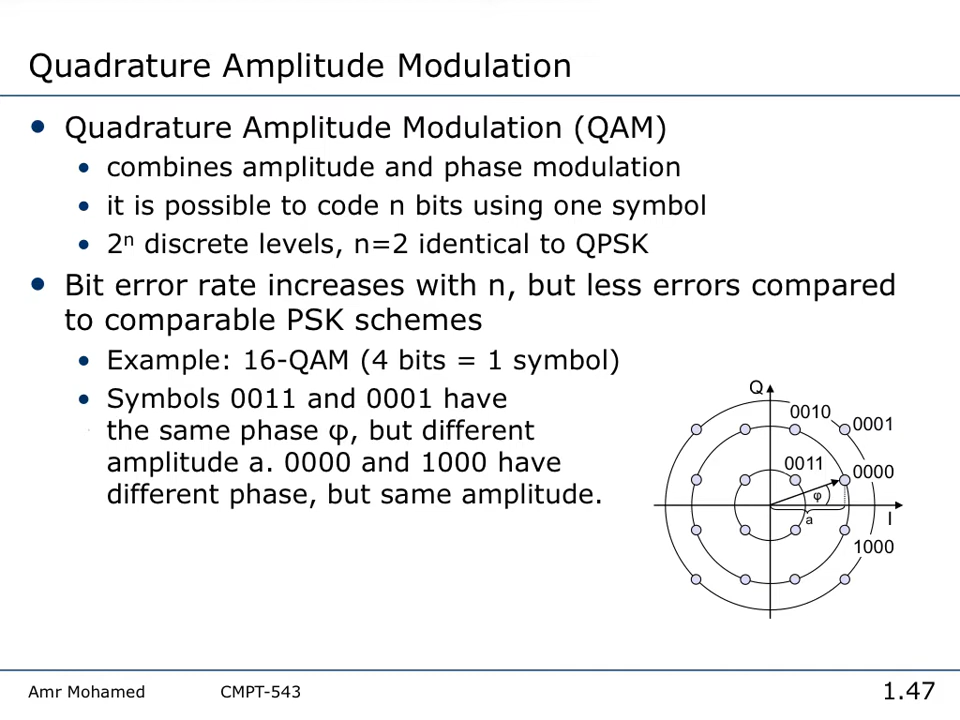 Quadrature Amplitude Modulation
• Quadrature Amplitude Modulation (QAM)
• combines amplitude and phase modulation
• it is possible to code n bits using one symbol
• 2ⁿ discrete levels, n=2 identical to QPSK
• Bit error rate increases with n, but less errors compared
to comparable PSK schemes
• Example: 16-QAM (4 bits = 1 symbol)
• Symbols 0011 and 0001 have
the same phase φ, but different
amplitude a. 0000 and 1000 have
different phase, but same amplitude.
Q
0010
0001
0011
0000
φ
a
I
1000
Amr Mohamed CMPT-543 1.47